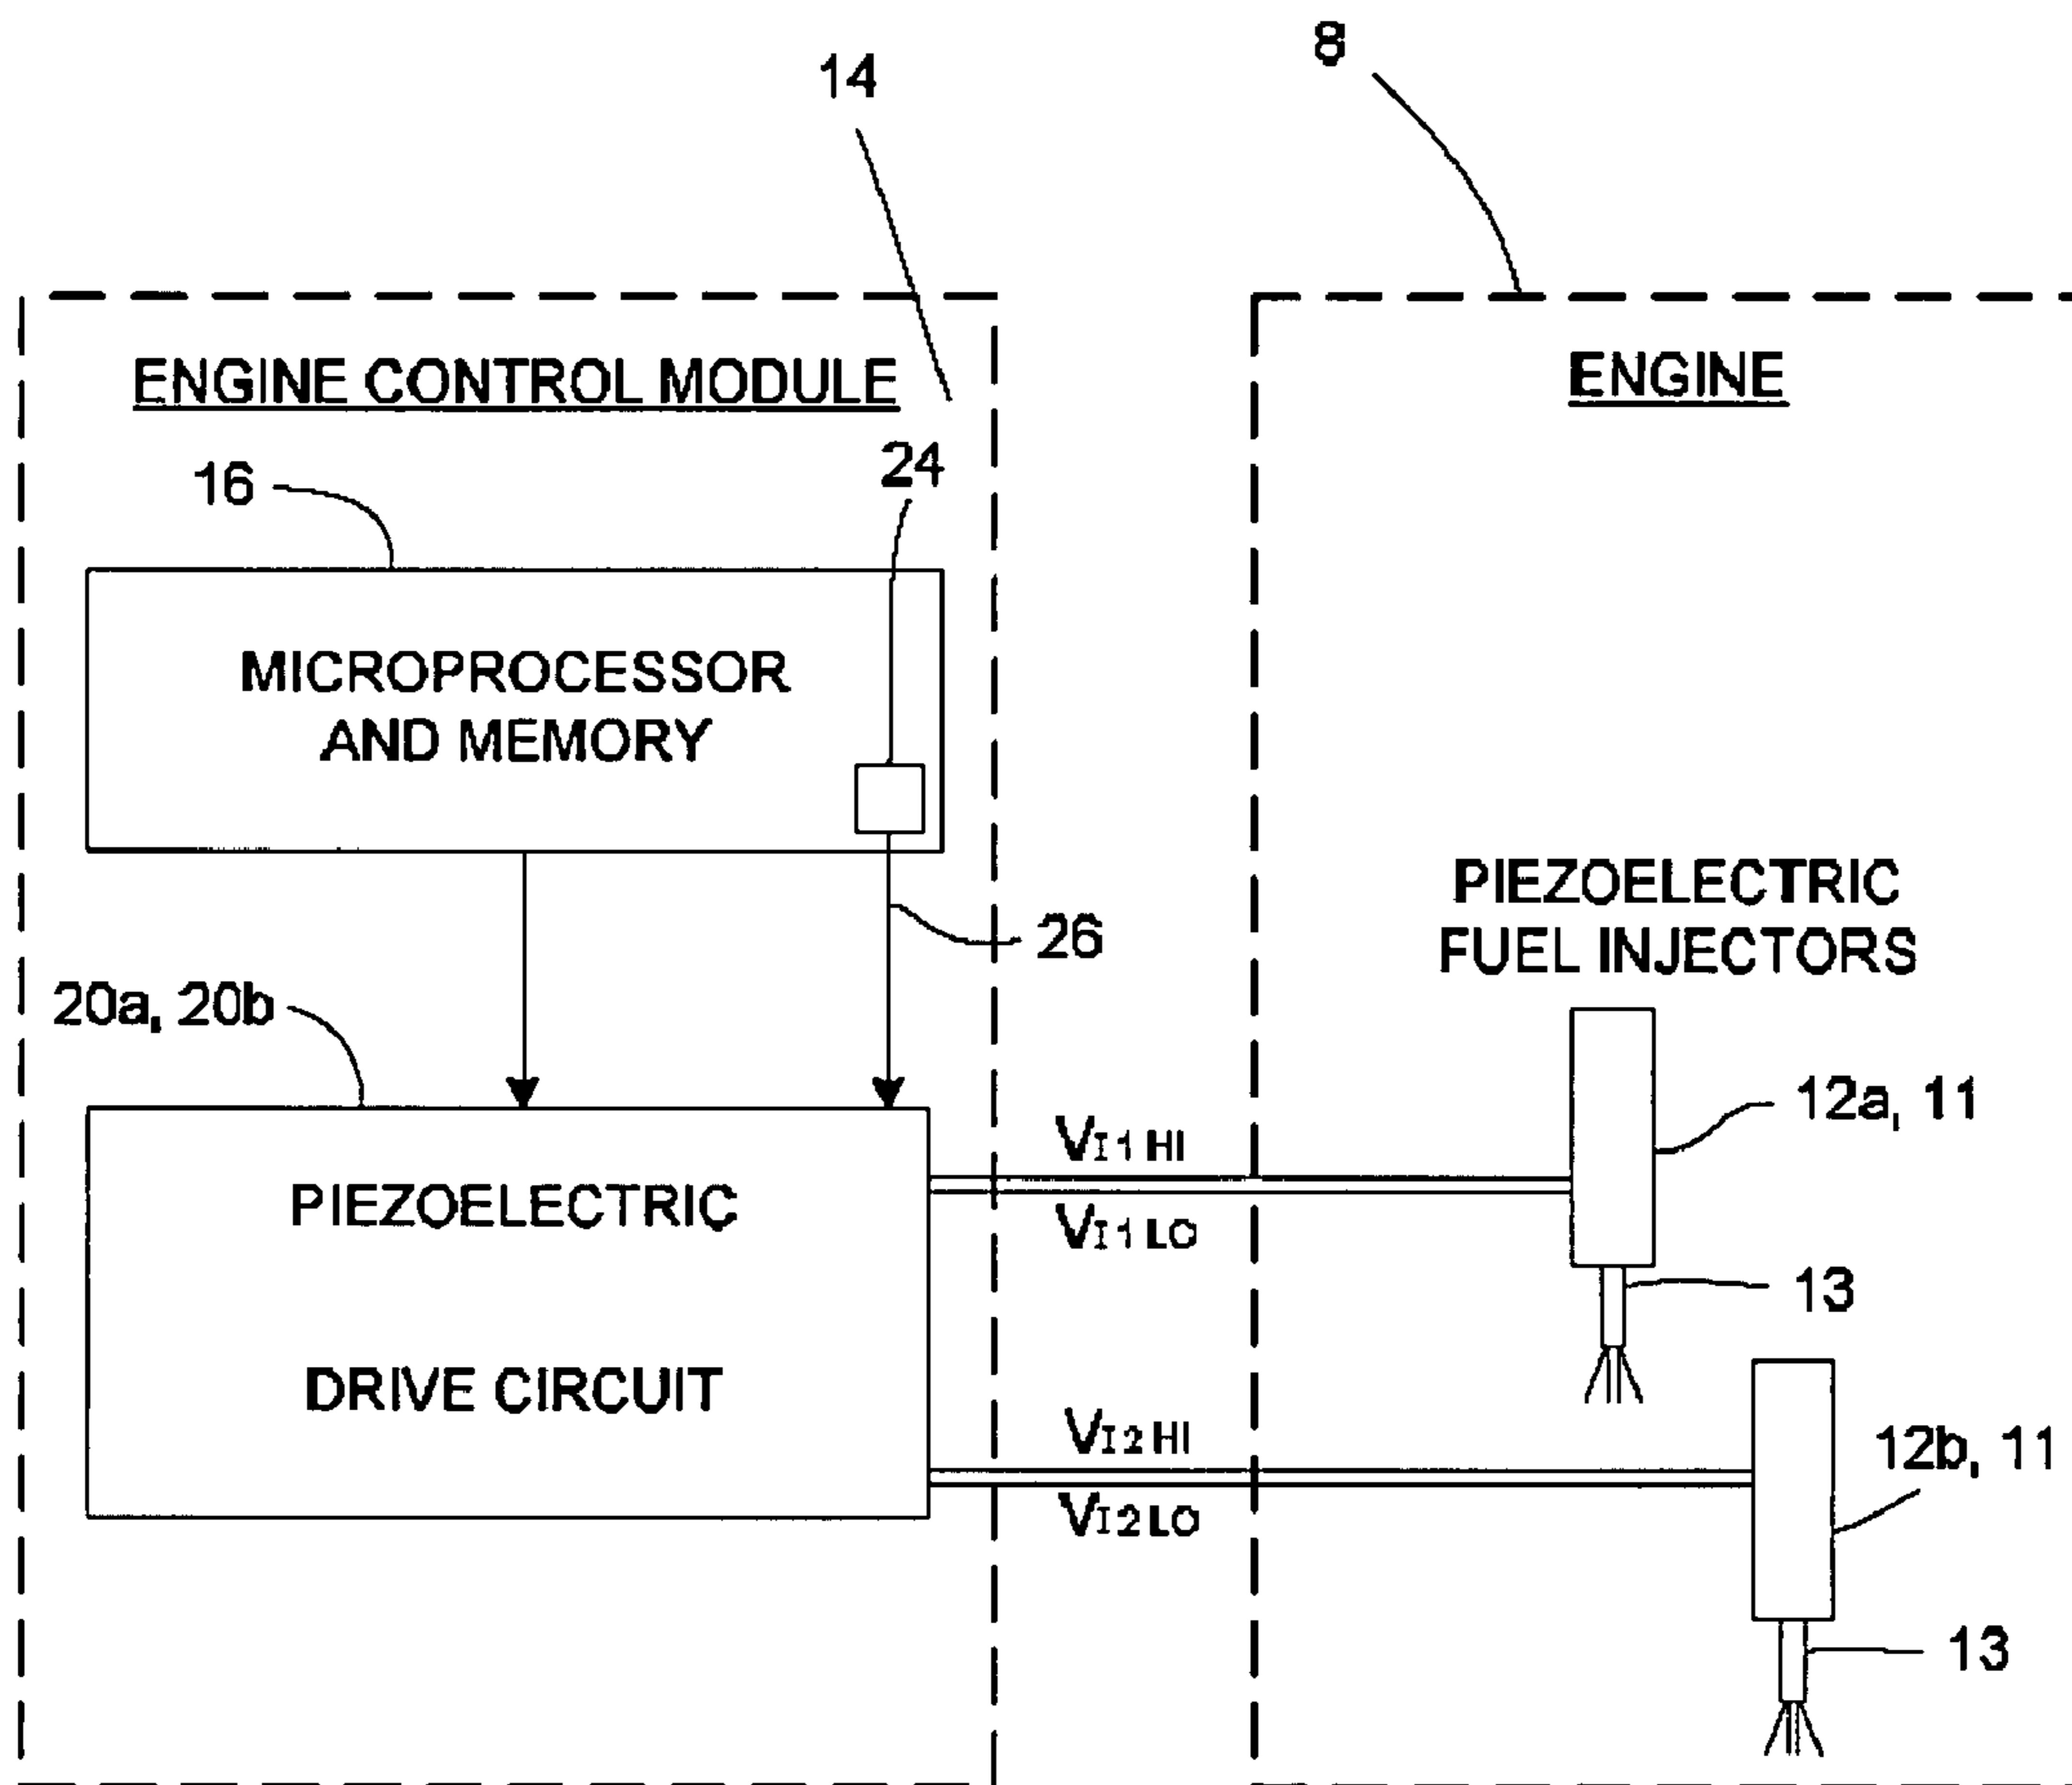 14
8
ENGINE CONTROL MODULE
ENGINE
16
24
MICROPROCESSOR
AND MEMORY
26
PIEZOELECTRIC
FUEL INJECTORS
20a, 20b
12a, 11
VI1 HI
PIEZOELECTRIC
VI1 LO
13
DRIVE CIRCUIT
VI2 HI
12b, 11
VI2 LO
13